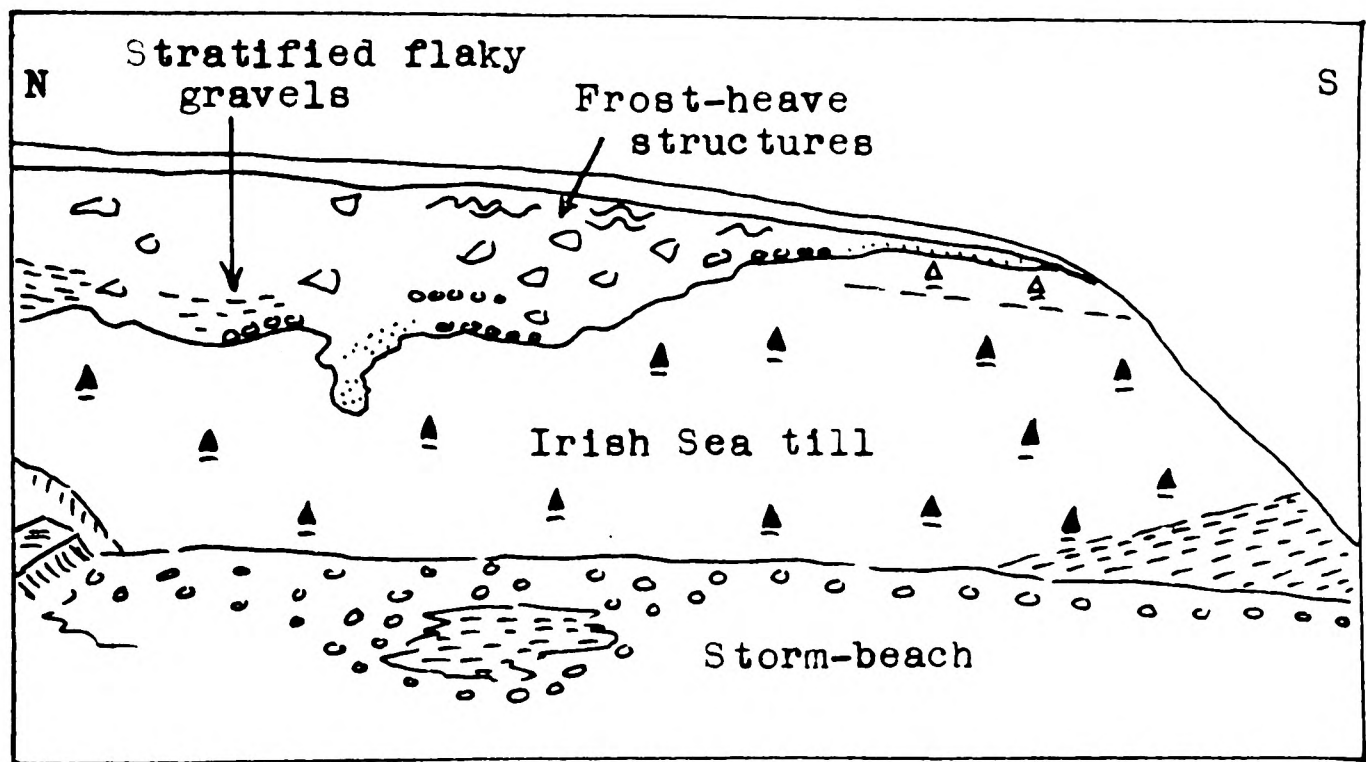 N
S
Stratified flaky
gravels
Frost-heave
structures
Irish Sea till
Storm-beach